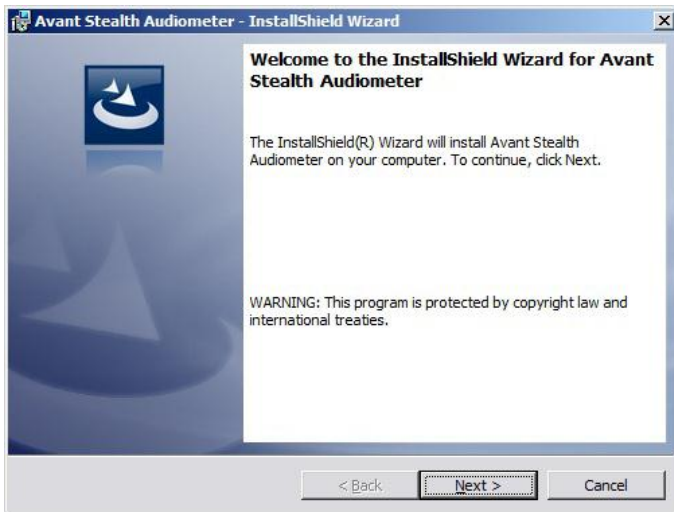 Avant Stealth Audiometer - InstallShield Wizard
Welcome to the InstallShield Wizard for Avant
Stealth Audiometer
The InstallShield(R) Wizard will install Avant Stealth
Audiometer on your computer. To continue, click Next.
WARNING: This program is protected by copyright law and
international treaties.
< Back Next > Cancel